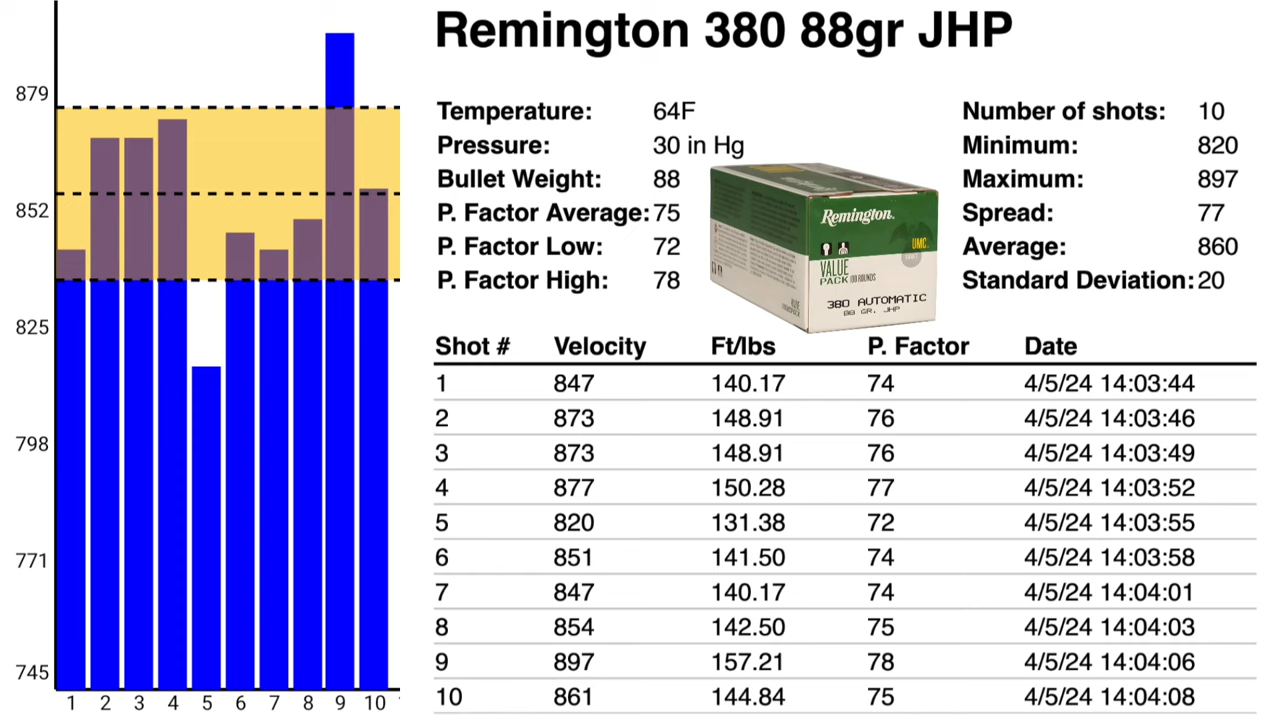 Remington 380 88gr JHP
Temperature: 64F
Pressure: 30 in Hg
Bullet Weight: 88
P. Factor Average: 75
P. Factor Low: 72
P. Factor High: 78
Number of shots: 10
Minimum: 820
Maximum: 897
Spread: 77
Average: 860
Standard Deviation: 20
Remington.
UMC
VALUE
PACK 100 ROUNDS
380 AUTOMATIC
88 GR. JHP
Shot # Velocity Ft/lbs P. Factor Date
1 847 140.17 74 4/5/24 14:03:44
2 873 148.91 76 4/5/24 14:03:46
3 873 148.91 76 4/5/24 14:03:49
4 877 150.28 77 4/5/24 14:03:52
5 820 131.38 72 4/5/24 14:03:55
6 851 141.50 74 4/5/24 14:03:58
7 847 140.17 74 4/5/24 14:04:01
8 854 142.50 75 4/5/24 14:04:03
9 897 157.21 78 4/5/24 14:04:06
10 861 144.84 75 4/5/24 14:04:08
879
852
825
798
771
745
1 2 3 4 5 6 7 8 9 10